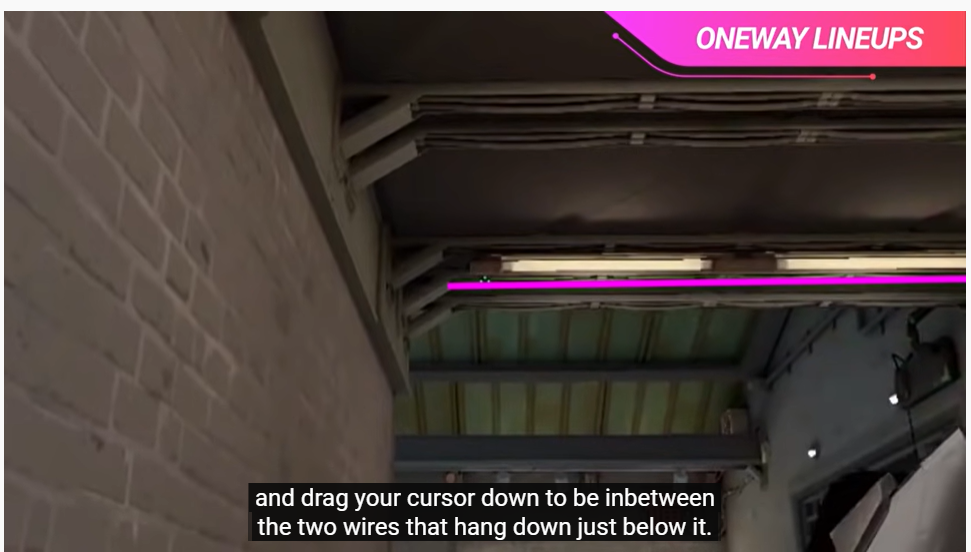 ONEWAY LINEUPS
and drag your cursor down to be inbetween
the two wires that hang down just below it.